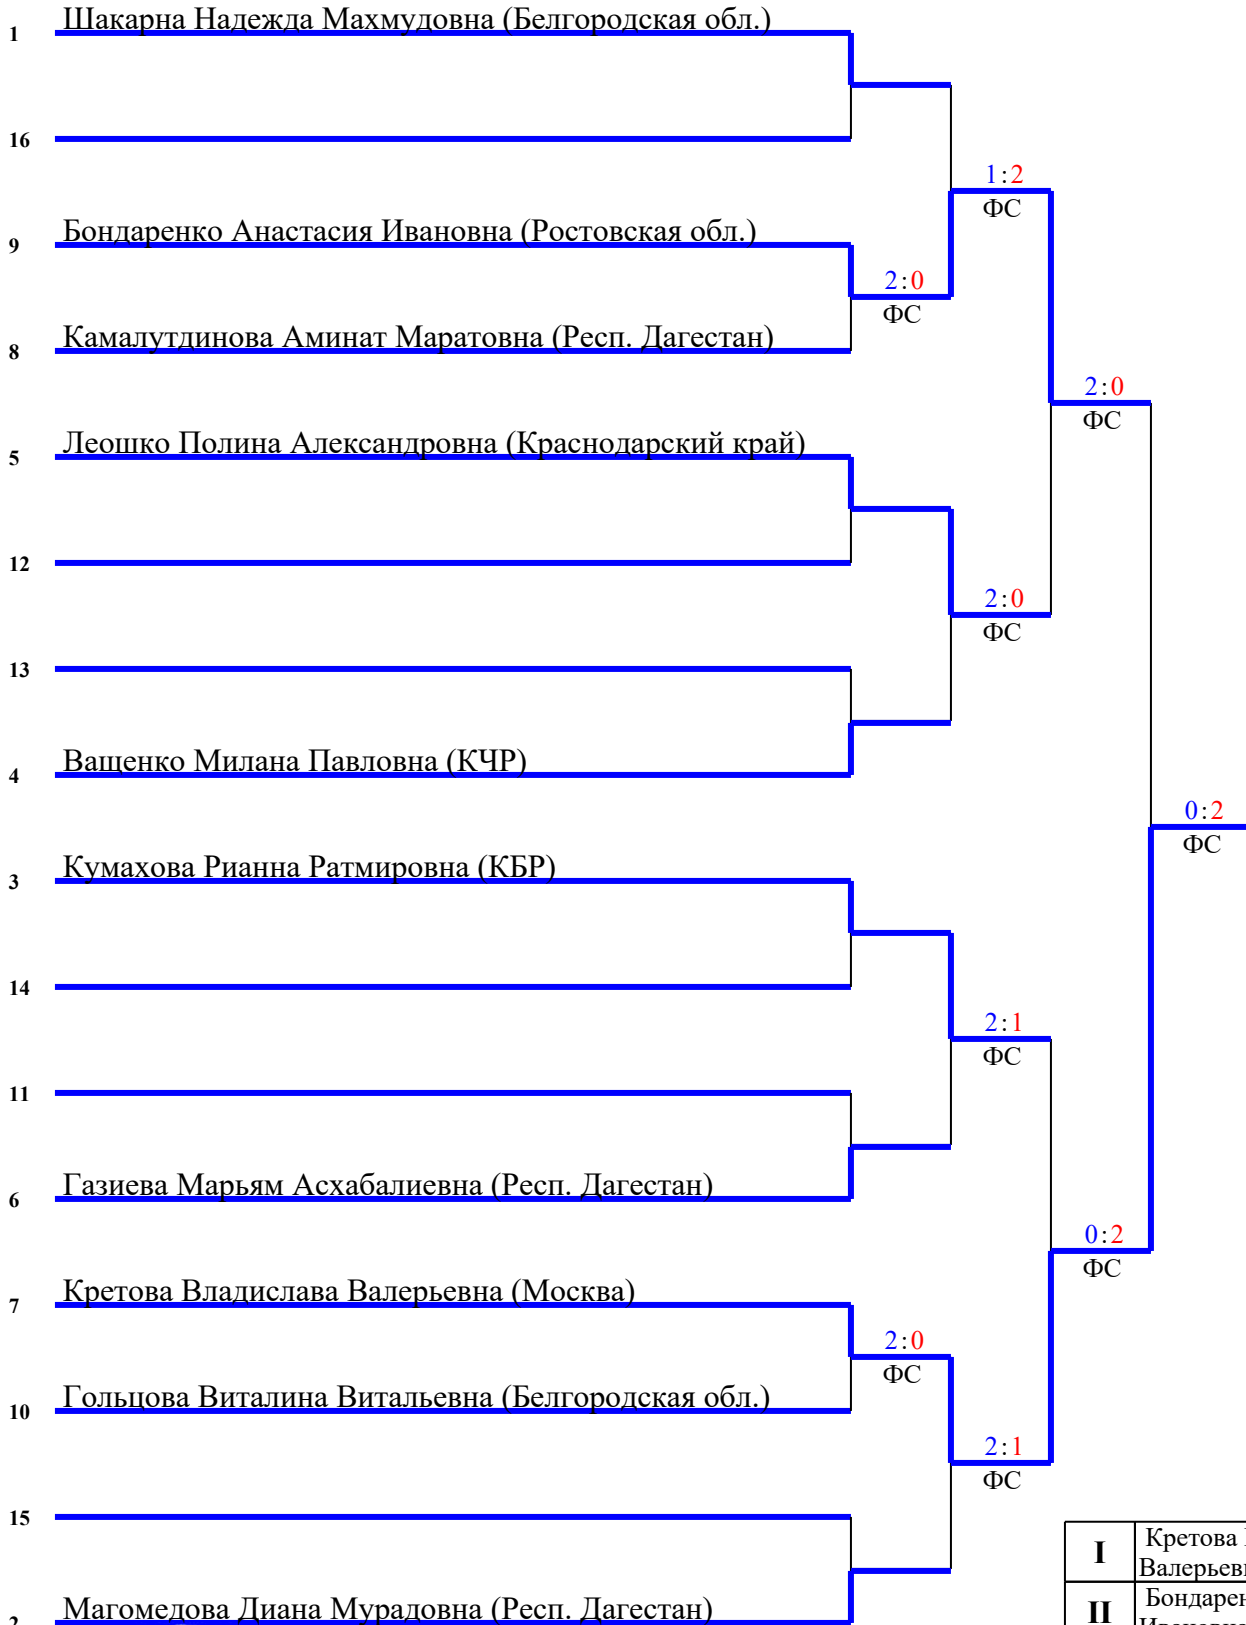 Шакарна Надежда Махмудовна (Белгородская обл.)
1
16
1:2
ФС
Бондаренко Анастасия Ивановна (Ростовская обл.)
9
2:0
ФС
Камалутдинова Аминат Маратовна (Респ. Дагестан)
8
2:0
ФС
Леошко Полина Александровна (Краснодарский край)
5
12
2:0
ФС
13
Ващенко Милана Павловна (КЧР)
4
0:2
ФС
Кумахова Рианна Ратмировна (КБР)
3
14
2:1
ФС
11
Газиева Марьям Асхабалиевна (Респ. Дагестан)
6
0:2
ФС
Кретова Владислава Валерьевна (Москва)
7
2:0
ФС
Гольцова Виталина Витальевна (Белгородская обл.)
10
2:1
ФС
15
I Кретова
Магомедова Диана Мурадовна (Респ. Дагестан)
2
II